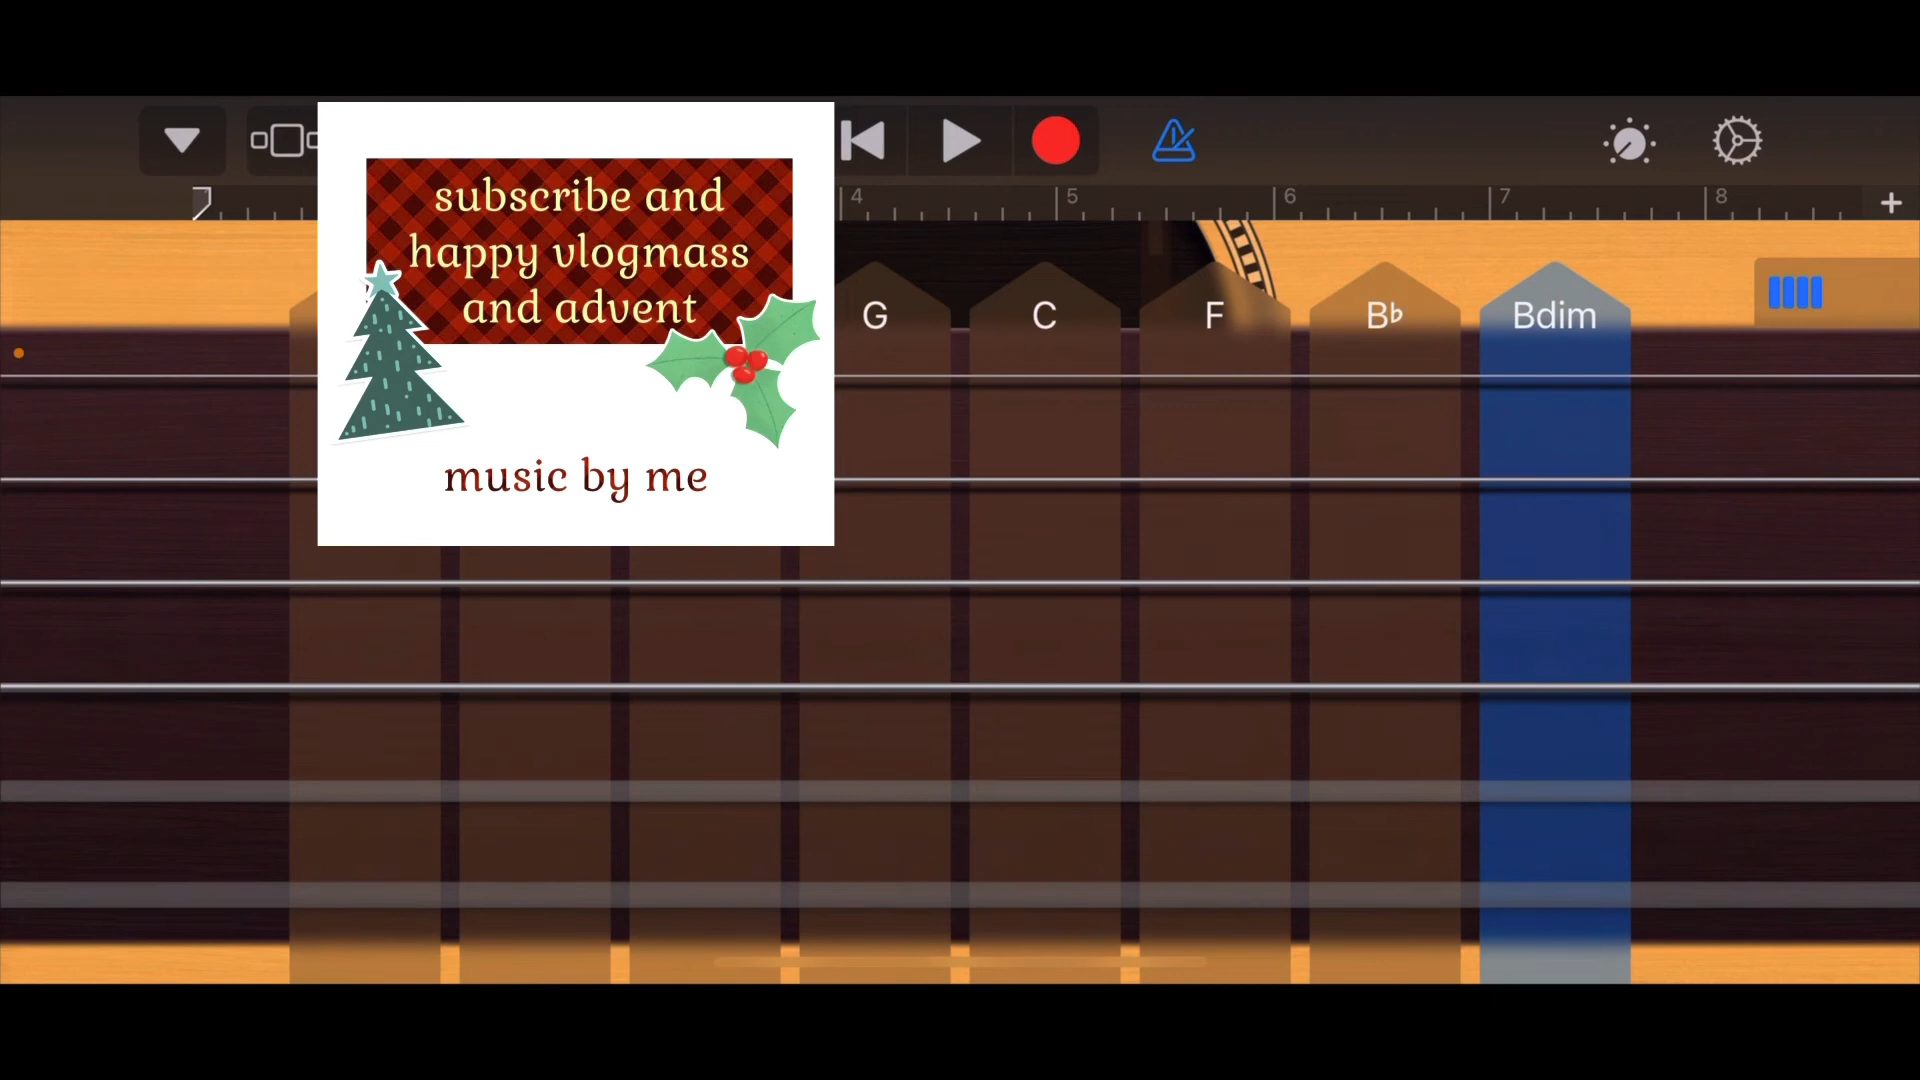 subscribe and
happy vlogmass
and advent
music by me
4 5 6 7 8
G C F B♭ Bdim